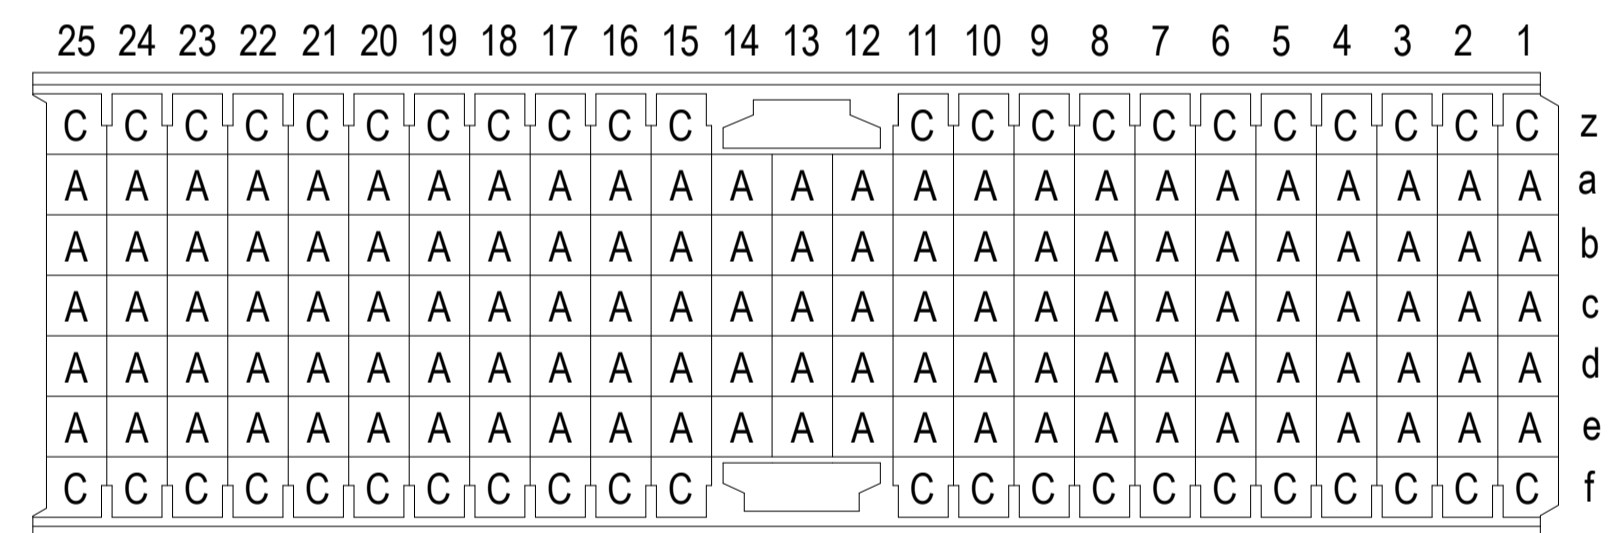 25 24 23 22 21 20 19 18 17 16 15 14 13 12 11 10 9 8 7 6 5 4 3 2 1
C C C C C C C C C C C C C C C C C C C C C C z
A A A A A A A A A A A A A A A A A A A A A A A A A a
A A A A A A A A A A A A A A A A A A A A A A A A A b
A A A A A A A A A A A A A A A A A A A A A A A A A c
A A A A A A A A A A A A A A A A A A A A A A A A A d
A A A A A A A A A A A A A A A A A A A A A A A A A e
C C C C C C C C C C C C C C C C C C C C C C f